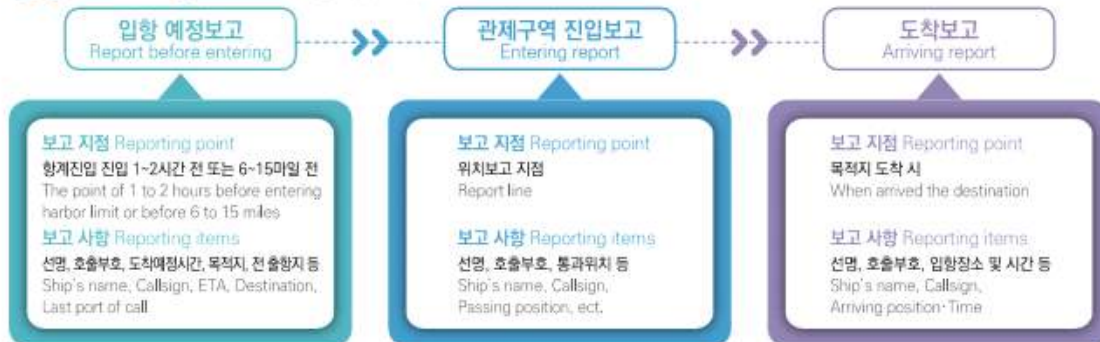 입항 예정보고
Report before entering
관제구역 진입보고
Entering report
도착보고
Arriving report
보고 지점 Reporting point
항계진입 진입 1~2시간 전 또는 6~15마일 전
The point of 1 to 2 hours before entering
harbor limit or before 6 to 15 miles
보고 사항 Reporting items
선명, 호출부호, 도착예정시간, 목적지, 전 출항지 등
Ship's name, Callsign, ETA, Destination,
Last port of call
보고 지점 Reporting point
위치보고 지점
Report line
보고 사항 Reporting items
선명, 호출부호, 통과위치 등
Ship's name, Callsign,
Passing position, ect.
보고 지점 Reporting point
목적지 도착 시
When arrived the destination
보고 사항 Reporting items
선명, 호출부호, 입항장소 및 시간 등
Ship's name, Callsign,
Arriving position·Time